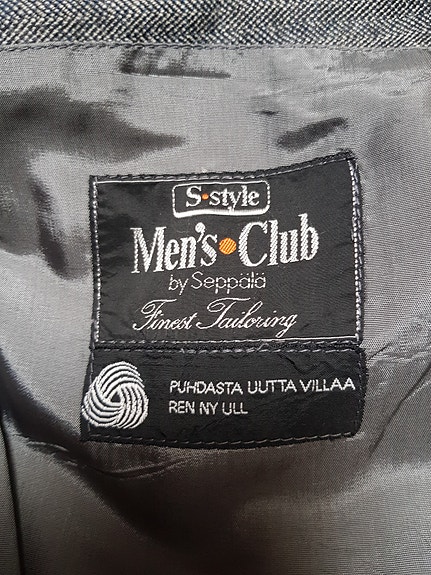 S•style
Men's•Club
by Seppälä
Finest Tailoring
PUHDASTA UUTTA VILLAA
REN NY ULL